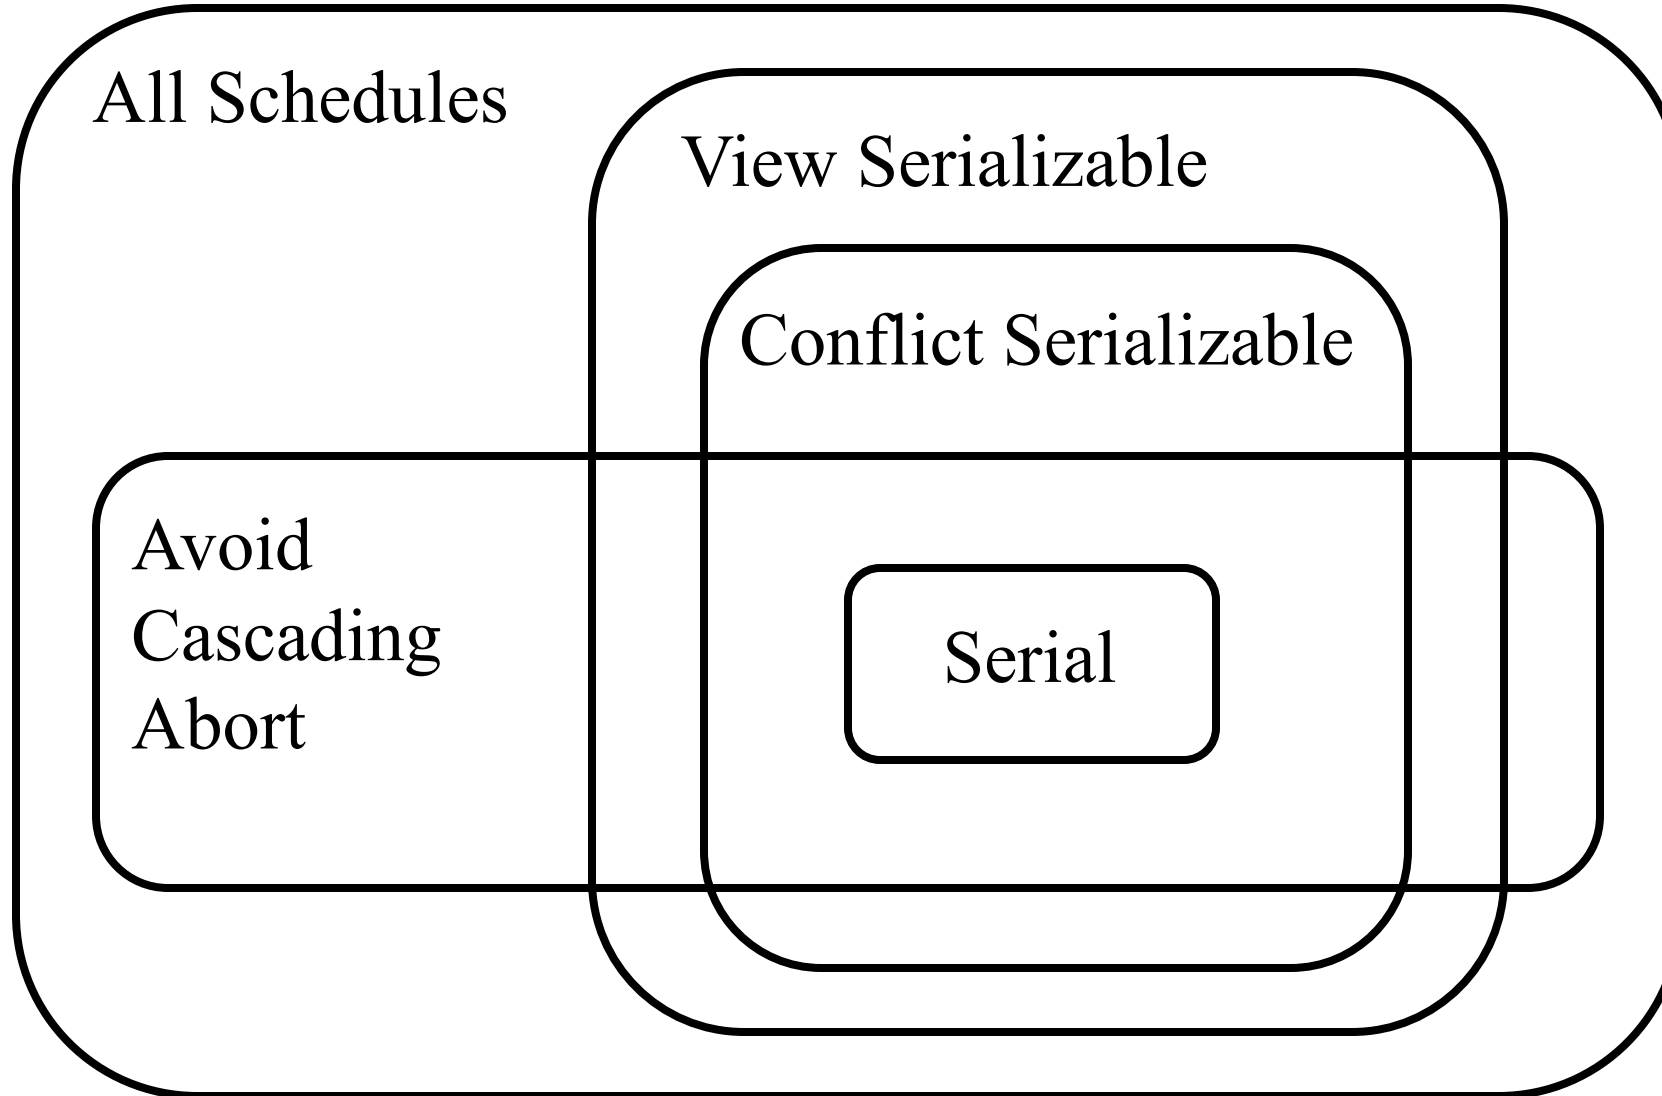 All Schedules
View Serializable
Conflict Serializable
Avoid
Cascading
Abort
Serial